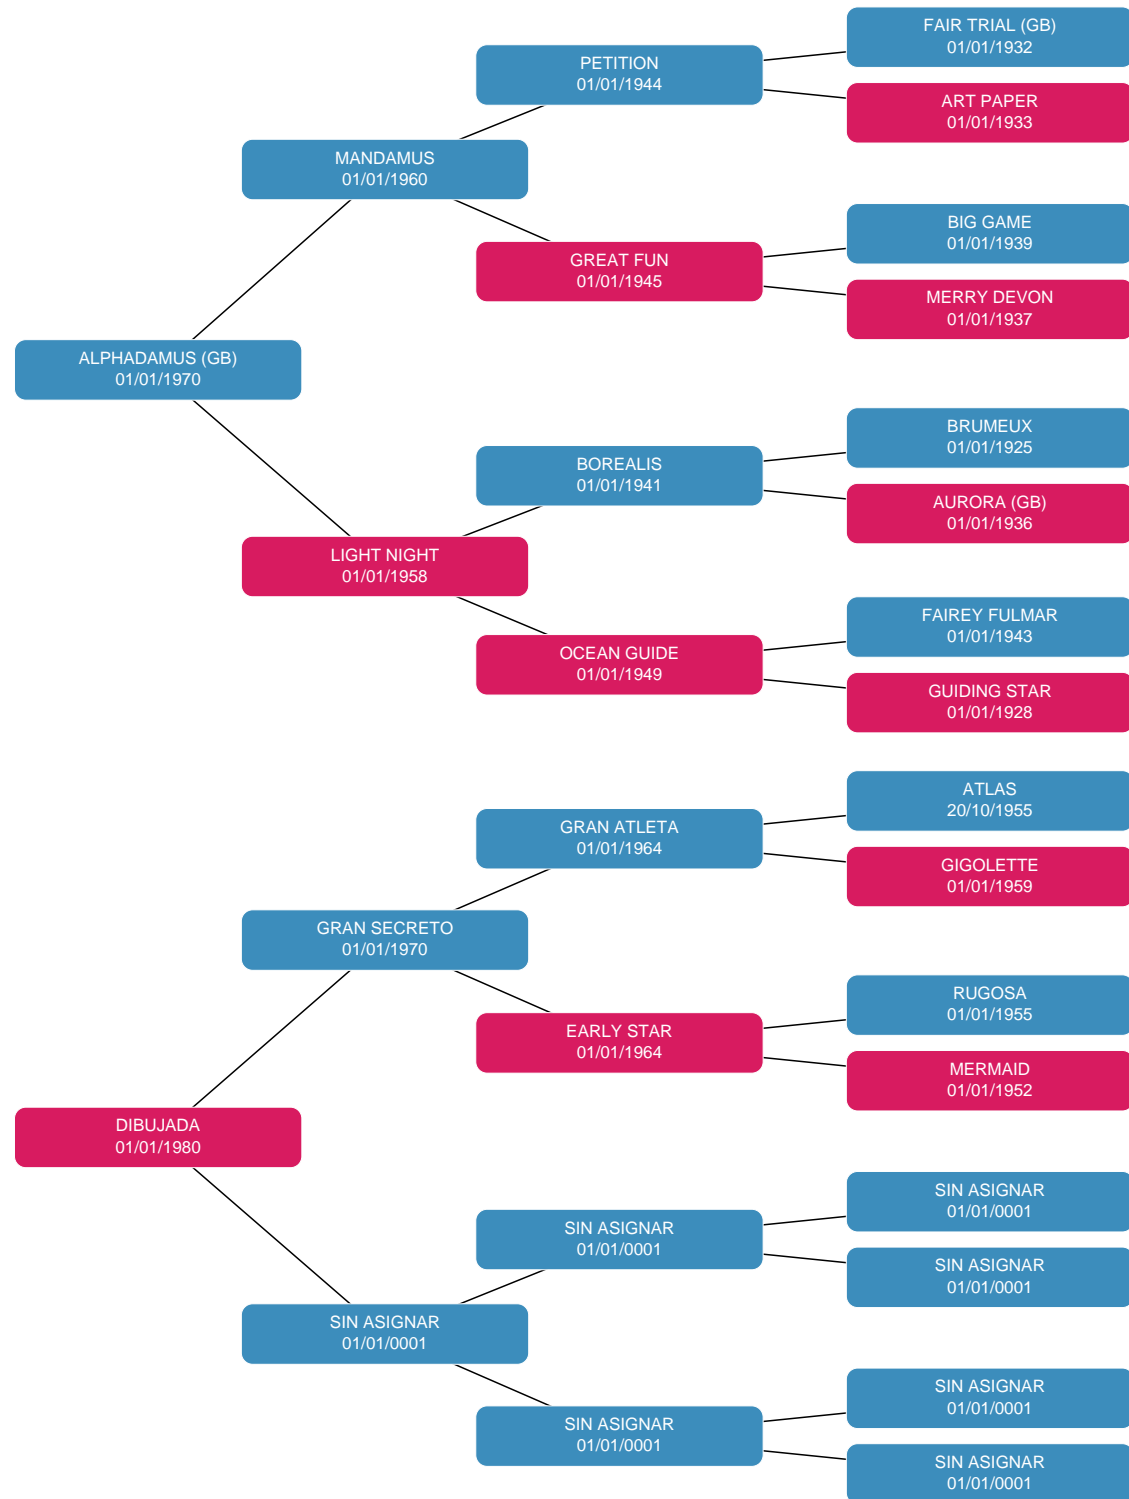 FAIR TRIAL (GB)
01/01/1932
PETITION
01/01/1944
ART PAPER
01/01/1933
MANDAMUS
01/01/1960
BIG GAME
01/01/1939
GREAT FUN
01/01/1945
MERRY DEVON
01/01/1937
ALPHADAMUS (GB)
01/01/1970
BRUMEUX
01/01/1925
BOREALIS
01/01/1941
AURORA (GB)
01/01/1936
LIGHT NIGHT
01/01/1958
FAIREY FULMAR
01/01/1943
OCEAN GUIDE
01/01/1949
GUIDING STAR
01/01/1928
ATLAS
20/10/1955
GRAN ATLETA
01/01/1964
GIGOLETTE
01/01/1959
GRAN SECRETO
01/01/1970
RUGOSA
01/01/1955
EARLY STAR
01/01/1964
MERMAID
01/01/1952
DIBUJADA
01/01/1980
SIN ASIGNAR
01/01/0001
SIN ASIGNAR
01/01/0001
SIN ASIGNAR
01/01/0001
SIN ASIGNAR
01/01/0001
SIN ASIGNAR
01/01/0001
SIN ASIGNAR
01/01/0001
SIN ASIGNAR
01/01/0001